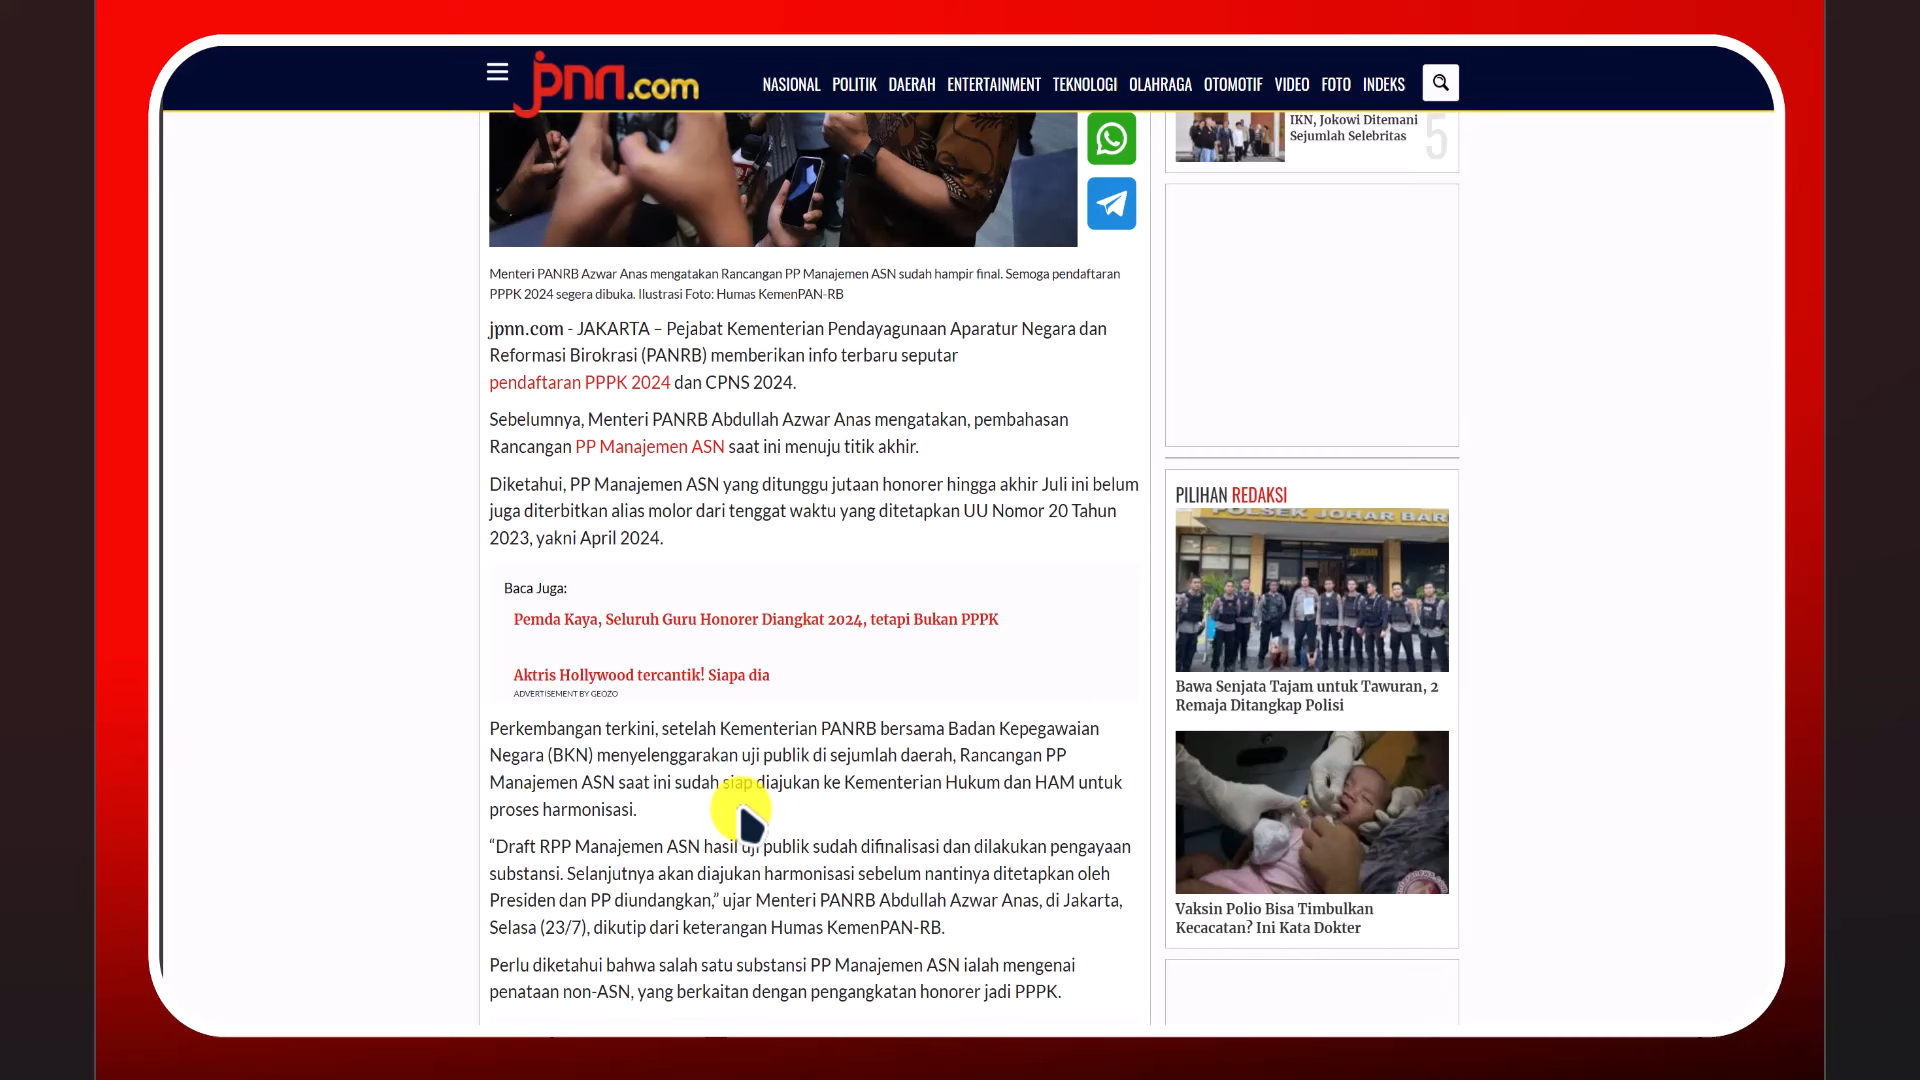 jpnn.com
NASIONAL POLITIK DAERAH ENTERTAINMENT TEKNOLOGI OLAHRAGA OTOMOTIF VIDEO FOTO INDEKS
Menteri PANRB Azwar Anas mengatakan Rancangan PP Manajemen ASN sudah hampir final. Semoga pendaftaran
PPPK 2024 segera dibuka. Ilustrasi Foto: Humas KemenPAN-RB
jpnn.com - JAKARTA – Pejabat Kementerian Pendayagunaan Aparatur Negara dan
Reformasi Birokrasi (PANRB) memberikan info terbaru seputar
pendaftaran PPPK 2024 dan CPNS 2024.
Sebelumnya, Menteri PANRB Abdullah Azwar Anas mengatakan, pembahasan
Rancangan PP Manajemen ASN saat ini menuju titik akhir.
Diketahui, PP Manajemen ASN yang ditunggu jutaan honorer hingga akhir Juli ini belum
juga diterbitkan alias molor dari tenggat waktu yang ditetapkan UU Nomor 20 Tahun
2023, yakni April 2024.
Baca Juga:
Pemda Kaya, Seluruh Guru Honorer Diangkat 2024, tetapi Bukan PPPK
Aktris Hollywood tercantik! Siapa dia
ADVERTISEMENT BY GEOZO
Perkembangan terkini, setelah Kementerian PANRB bersama Badan Kepegawaian
Negara (BKN) menyelenggarakan uji publik di sejumlah daerah, Rancangan PP
Manajemen ASN saat ini sudah siap diajukan ke Kementerian Hukum dan HAM untuk
proses harmonisasi.
“Draft RPP Manajemen ASN hasil uji publik sudah difinalisasi dan dilakukan pengayaan
substansi. Selanjutnya akan diajukan harmonisasi sebelum nantinya ditetapkan oleh
Presiden dan PP diundangkan,” ujar Menteri PANRB Abdullah Azwar Anas, di Jakarta,
Selasa (23/7), dikutip dari keterangan Humas KemenPAN-RB.
Perlu diketahui bahwa salah satu substansi PP Manajemen ASN ialah mengenai
penataan non-ASN, yang berkaitan dengan pengangkatan honorer jadi PPPK.
IKN, Jokowi Ditemani
Sejumlah Selebritas
5
PILIHAN REDAKSI
POLSEK JOHAR BAR
Bawa Senjata Tajam untuk Tawuran, 2
Remaja Ditangkap Polisi
Vaksin Polio Bisa Timbulkan
Kecacatan? Ini Kata Dokter